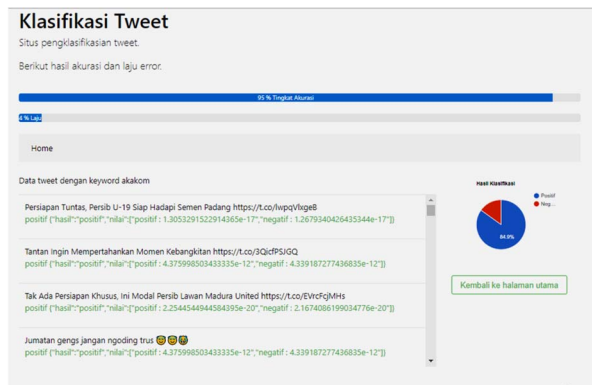 Klasifikasi Tweet
Situs pengklasifikasian tweet.
Berikut hasil akurasi dan laju error.
95 % Tingkat Akurasi
4 % Laju
Home
Data tweet dengan keyword akakom
Persiapan Tuntas, Persib U-19 Siap Hadapi Semen Padang https://t.co/lwpqVlxgeB
positif {"hasil":"positif","nilai":["positif : 1.3053291522914365e-17","negatif : 1.2679340426435344e-17"]}
Tantan Ingin Mempertahankan Momen Kebangkitan https://t.co/3QicfPSJGQ
positif {"hasil":"positif","nilai":["positif : 4.375998503433335e-12","negatif : 4.339187277436835e-12"]}
Tak Ada Persiapan Khusus, Ini Modal Persib Lawan Madura United https://t.co/EVrcFcjMHs
positif {"hasil":"positif","nilai":["positif : 2.2544544944584395e-20","negatif : 2.1674086199034776e-20"]}
Jumatan gengs jangan ngoding trus
positif {"hasil":"positif","nilai":["positif : 4.375998503433335e-12","negatif : 4.339187277436835e-12"]}
Hasil Klasifikasi
Positif
Neg...
84.9%
Kembali ke halaman utama